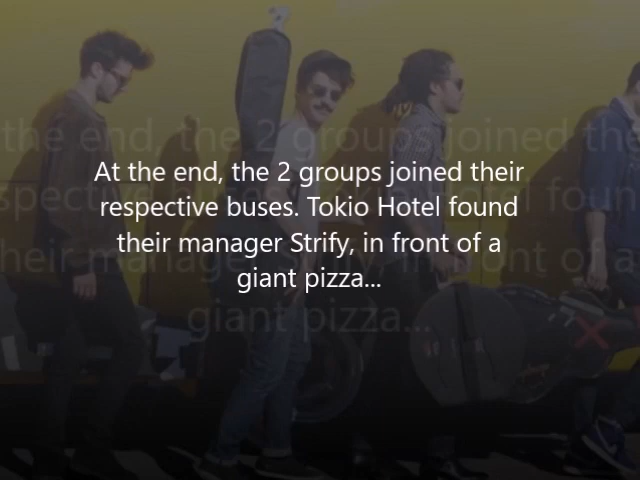 At the end, the 2 groups joined their
respective buses. Tokio Hotel found
their manager Strify, in front of a
giant pizza...